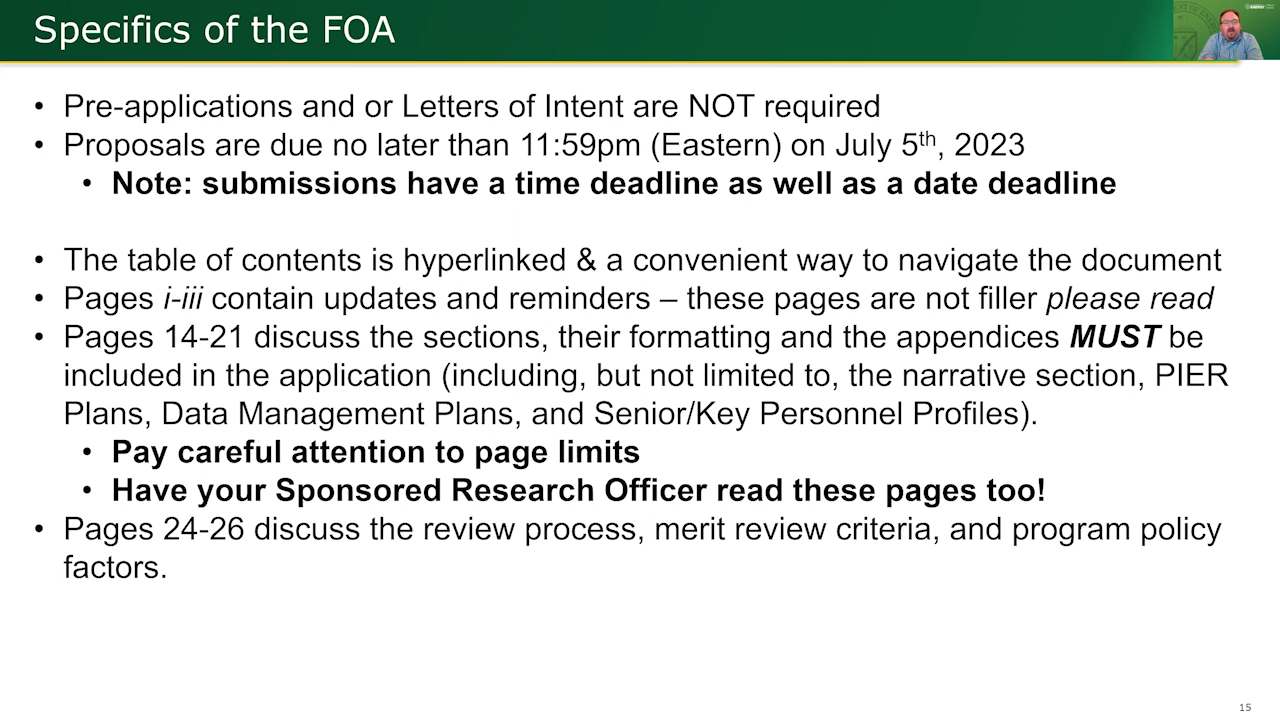 Specifics of the FOA
• Pre-applications and or Letters of Intent are NOT required
• Proposals are due no later than 11:59pm (Eastern) on July 5th, 2023
• Note: submissions have a time deadline as well as a date deadline
• The table of contents is hyperlinked & a convenient way to navigate the document
• Pages i-iii contain updates and reminders – these pages are not filler please read
• Pages 14-21 discuss the sections, their formatting and the appendices MUST be
included in the application (including, but not limited to, the narrative section, PIER
Plans, Data Management Plans, and Senior/Key Personnel Profiles).
• Pay careful attention to page limits
• Have your Sponsored Research Officer read these pages too!
• Pages 24-26 discuss the review process, merit review criteria, and program policy
factors.
15